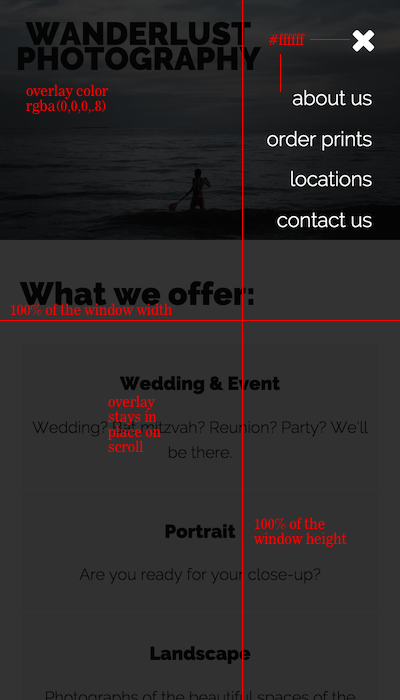 WANDERLUST
PHOTOGRAPHY
#ffffff
overlay color
rgba(0,0,0,.8)
about us
order prints
locations
contact us
What we offer:
100% of the window width
Wedding & Event
overlay
stays in
place on
scroll
Wedding? Bat mitzvah? Reunion? Party? We'll
be there.
100% of the
window height
Portrait
Are you ready for your close-up?
Landscape
Photographs of the beautiful spaces of the